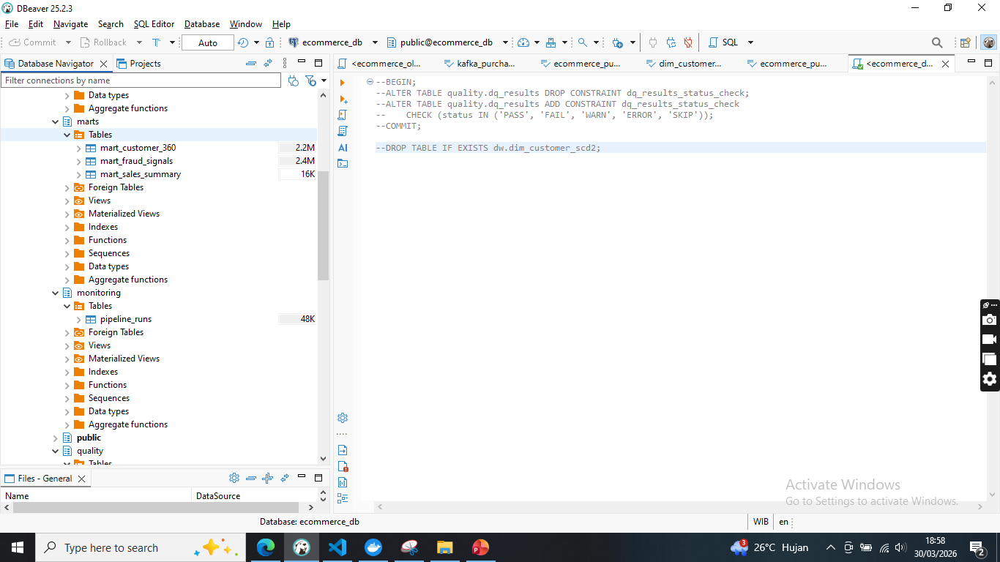 DBeaver 25.2.3
File Edit Navigate Search SQL Editor Database Window Help
Commit Rollback T Auto ecommerce_db public@ecommerce_db SQL
Database Navigator Projects
Filter connections by name
Data types
Aggregate functions
marts
Tables
mart_customer_360 2.2M
mart_fraud_signals 2.4M
mart_sales_summary 16K
Foreign Tables
Views
Materialized Views
Indexes
Functions
Sequences
Data types
Aggregate functions
monitoring
Tables
pipeline_runs 48K
Foreign Tables
Views
Materialized Views
Indexes
Functions
Sequences
Data types
Aggregate functions
public
quality
Tables
Files - General
Name DataSource
<ecommerce_ol... kafka_purcha... ecommerce_pu... dim_customer... ecommerce_pu... <ecommerce_d...
AI
--BEGIN;
--ALTER TABLE quality.dq_results DROP CONSTRAINT dq_results_status_check;
--ALTER TABLE quality.dq_results ADD CONSTRAINT dq_results_status_check
--    CHECK (status IN ('PASS', 'FAIL', 'WARN', 'ERROR', 'SKIP'));
--COMMIT;
--DROP TABLE IF EXISTS dw.dim_customer_scd2;
Activate Windows
Go to Settings to activate Windows.
Database: ecommerce_db WIB en
Type here to search
3 26°C Hujan 18:58
30/03/2026 2